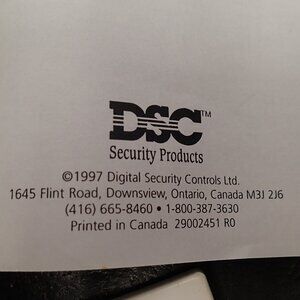 DSC™
Security Products
©1997 Digital Security Controls Ltd.
1645 Flint Road, Downsview, Ontario, Canada M3J 2J6
(416) 665-8460 • 1-800-387-3630
Printed in Canada 29002451 R0